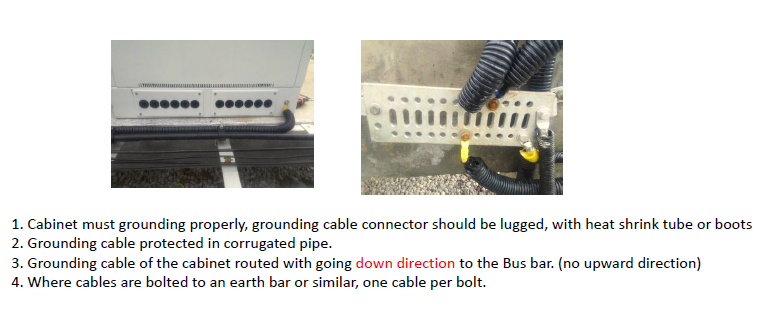 1. Cabinet must grounding properly, grounding cable connector should be lugged, with heat shrink tube or boots
2. Grounding cable protected in corrugated pipe.
3. Grounding cable of the cabinet routed with going down direction to the Bus bar. (no upward direction)
4. Where cables are bolted to an earth bar or similar, one cable per bolt.